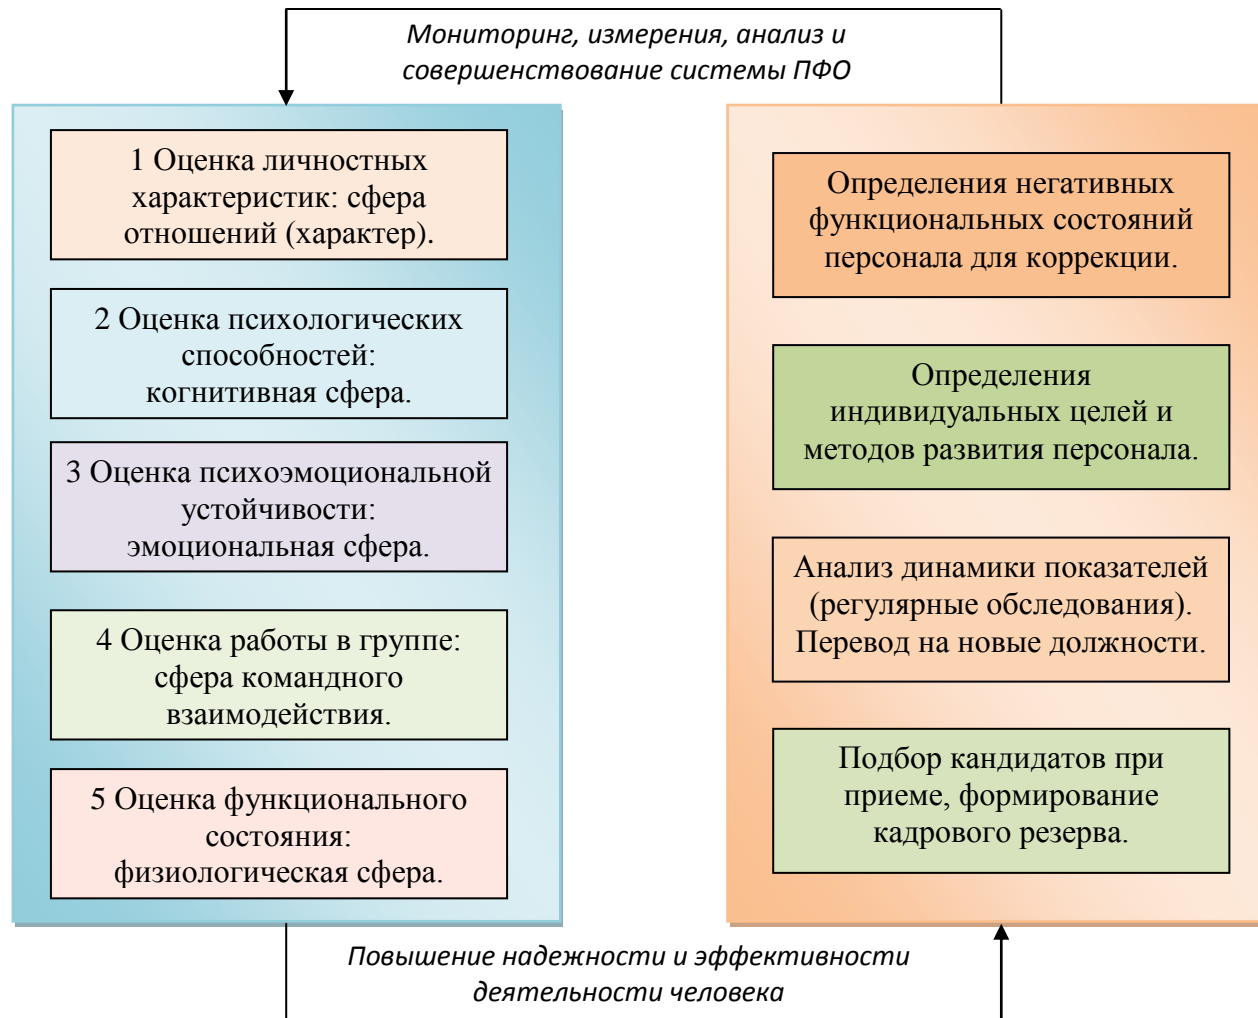 Мониторинг, измерения, анализ и
совершенствование системы ПФО
1 Оценка личностных
характеристик: сфера
отношений (характер).
2 Оценка психологических
способностей:
когнитивная сфера.
3 Оценка психоэмоциональной
устойчивости:
эмоциональная сфера.
4 Оценка работы в группе:
сфера командного
взаимодействия.
5 Оценка функционального
состояния:
физиологическая сфера.
Определения негативных
функциональных состояний
персонала для коррекции.
Определения
индивидуальных целей и
методов развития персонала.
Анализ динамики показателей
(регулярные обследования).
Перевод на новые должности.
Подбор кандидатов при
приеме, формирование
кадрового резерва.
Повышение надежности и эффективности
деятельности человека